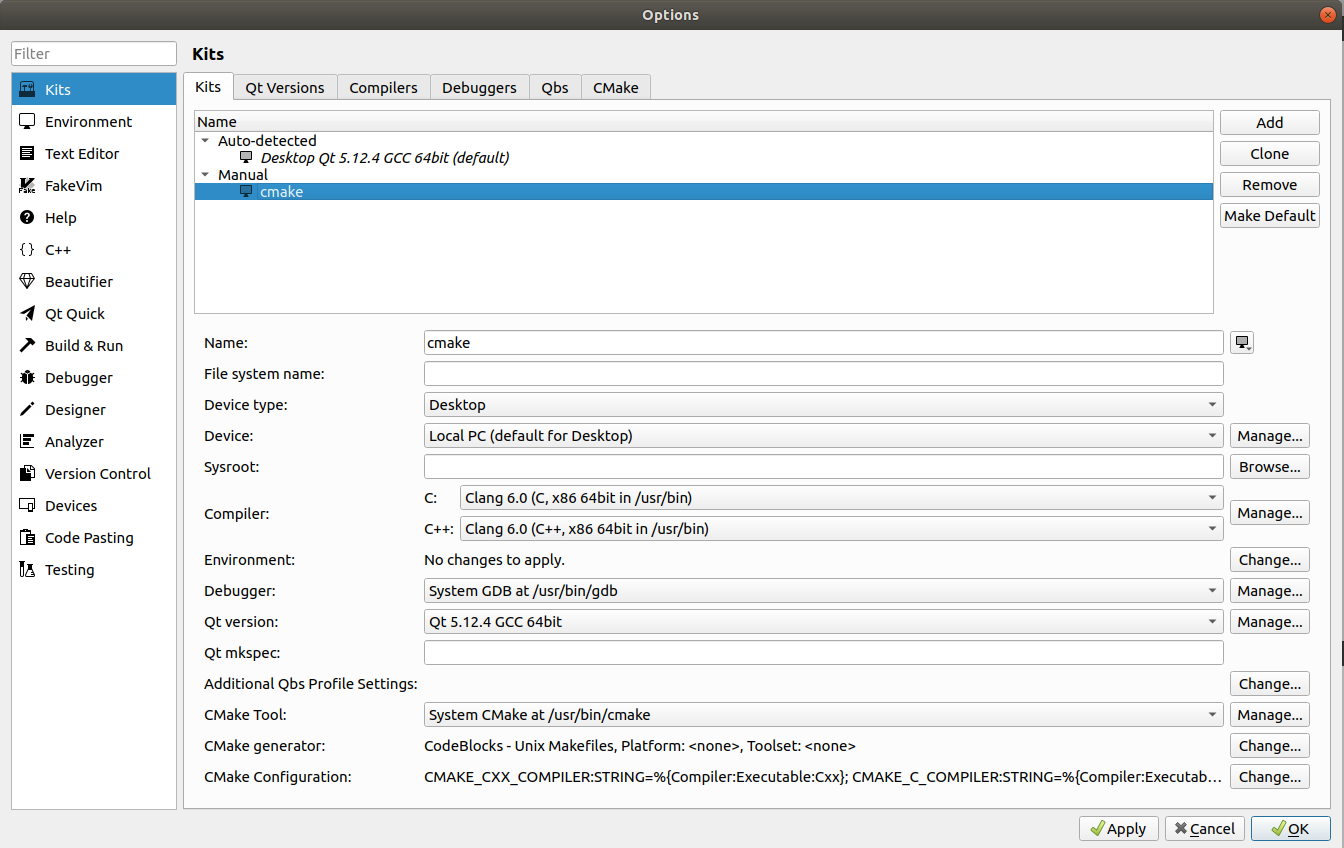 Options
Filter
Kits
Environment
Text Editor
FakeVim
Help
C++
Beautifier
Qt Quick
Build & Run
Debugger
Designer
Analyzer
Version Control
Devices
Code Pasting
Testing
Kits
Kits Qt Versions Compilers Debuggers Qbs CMake
Name
Auto-detected
Desktop Qt 5.12.4 GCC 64bit (default)
Manual
cmake
Add
Clone
Remove
Make Default
Name: cmake
File system name:
Device type: Desktop
Device: Local PC (default for Desktop) Manage...
Sysroot: Browse...
Compiler: C: Clang 6.0 (C, x86 64bit in /usr/bin)
C++: Clang 6.0 (C++, x86 64bit in /usr/bin) Manage...
Environment: No changes to apply. Change...
Debugger: System GDB at /usr/bin/gdb Manage...
Qt version: Qt 5.12.4 GCC 64bit Manage...
Qt mkspec:
Additional Qbs Profile Settings: Change...
CMake Tool: System CMake at /usr/bin/cmake Manage...
CMake generator: CodeBlocks - Unix Makefiles, Platform: <none>, Toolset: <none> Change...
CMake Configuration: CMAKE_CXX_COMPILER:STRING=%{Compiler:Executable:Cxx}; CMAKE_C_COMPILER:STRING=%{Compiler:Executab... Change...
Apply Cancel OK